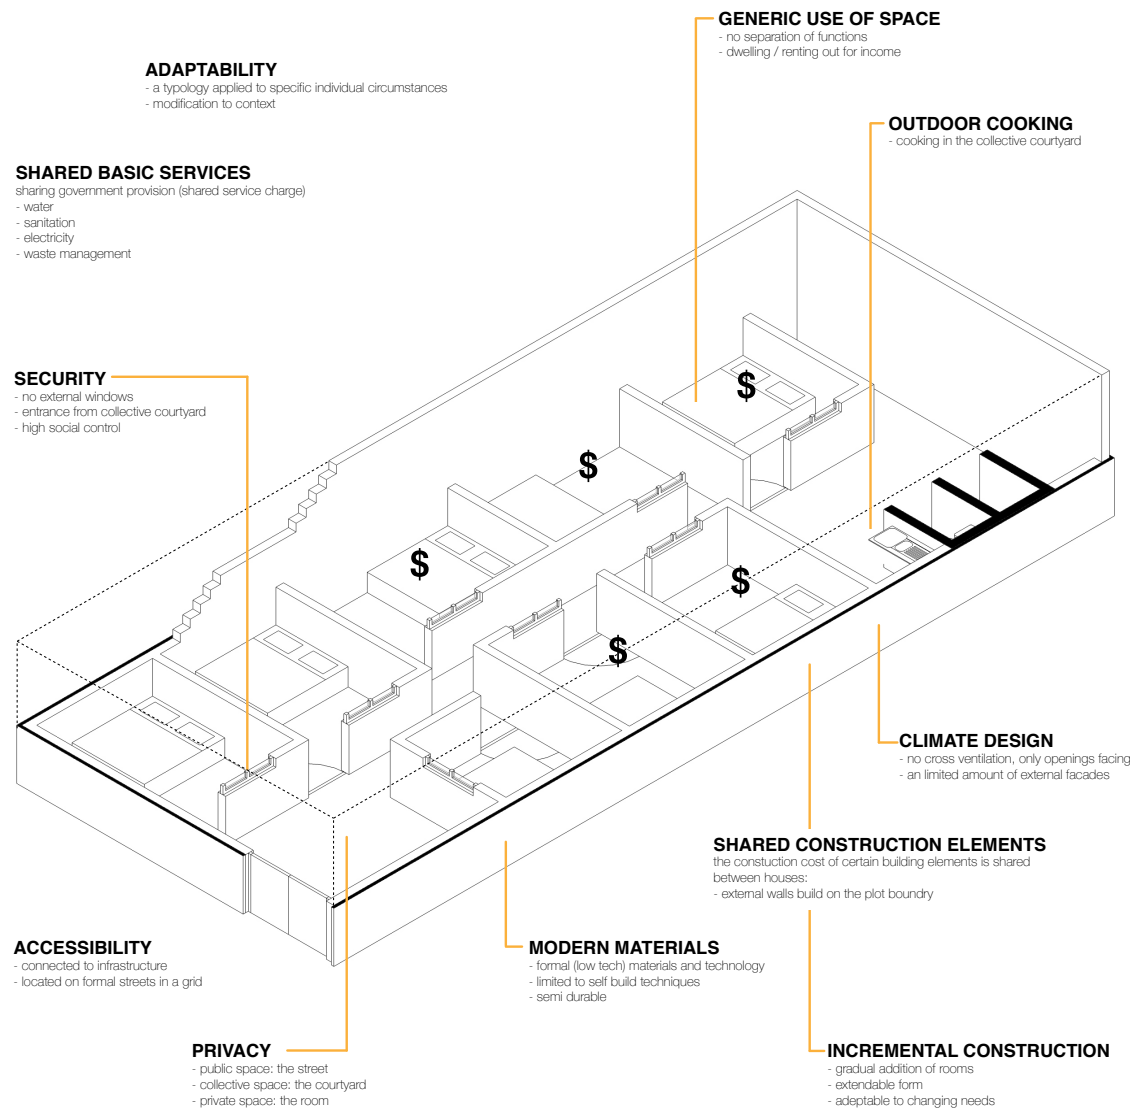 GENERIC USE OF SPACE
- no separation of functions
- dwelling / renting out for income
ADAPTABILITY
- a typology applied to specific individual circumstances
- modification to context
OUTDOOR COOKING
- cooking in the collective courtyard
SHARED BASIC SERVICES
sharing government provision (shared service charge)
- water
- sanitation
- electricity
- waste management
SECURITY
- no external windows
- entrance from collective courtyard
- high social control
$
$
$
$
$
CLIMATE DESIGN
- no cross ventilation, only openings facing
- an limited amount of external facades
SHARED CONSTRUCTION ELEMENTS
the constuction cost of certain building elements is shared
between houses:
- external walls build on the plot boundry
ACCESSIBILITY
- connected to infrastructure
- located on formal streets in a grid
MODERN MATERIALS
- formal (low tech) materials and technology
- limited to self build techniques
- semi durable
PRIVACY
- public space: the street
- collective space: the courtyard
- private space: the room
INCREMENTAL CONSTRUCTION
- gradual addition of rooms
- extendable form
- adeptable to changing needs